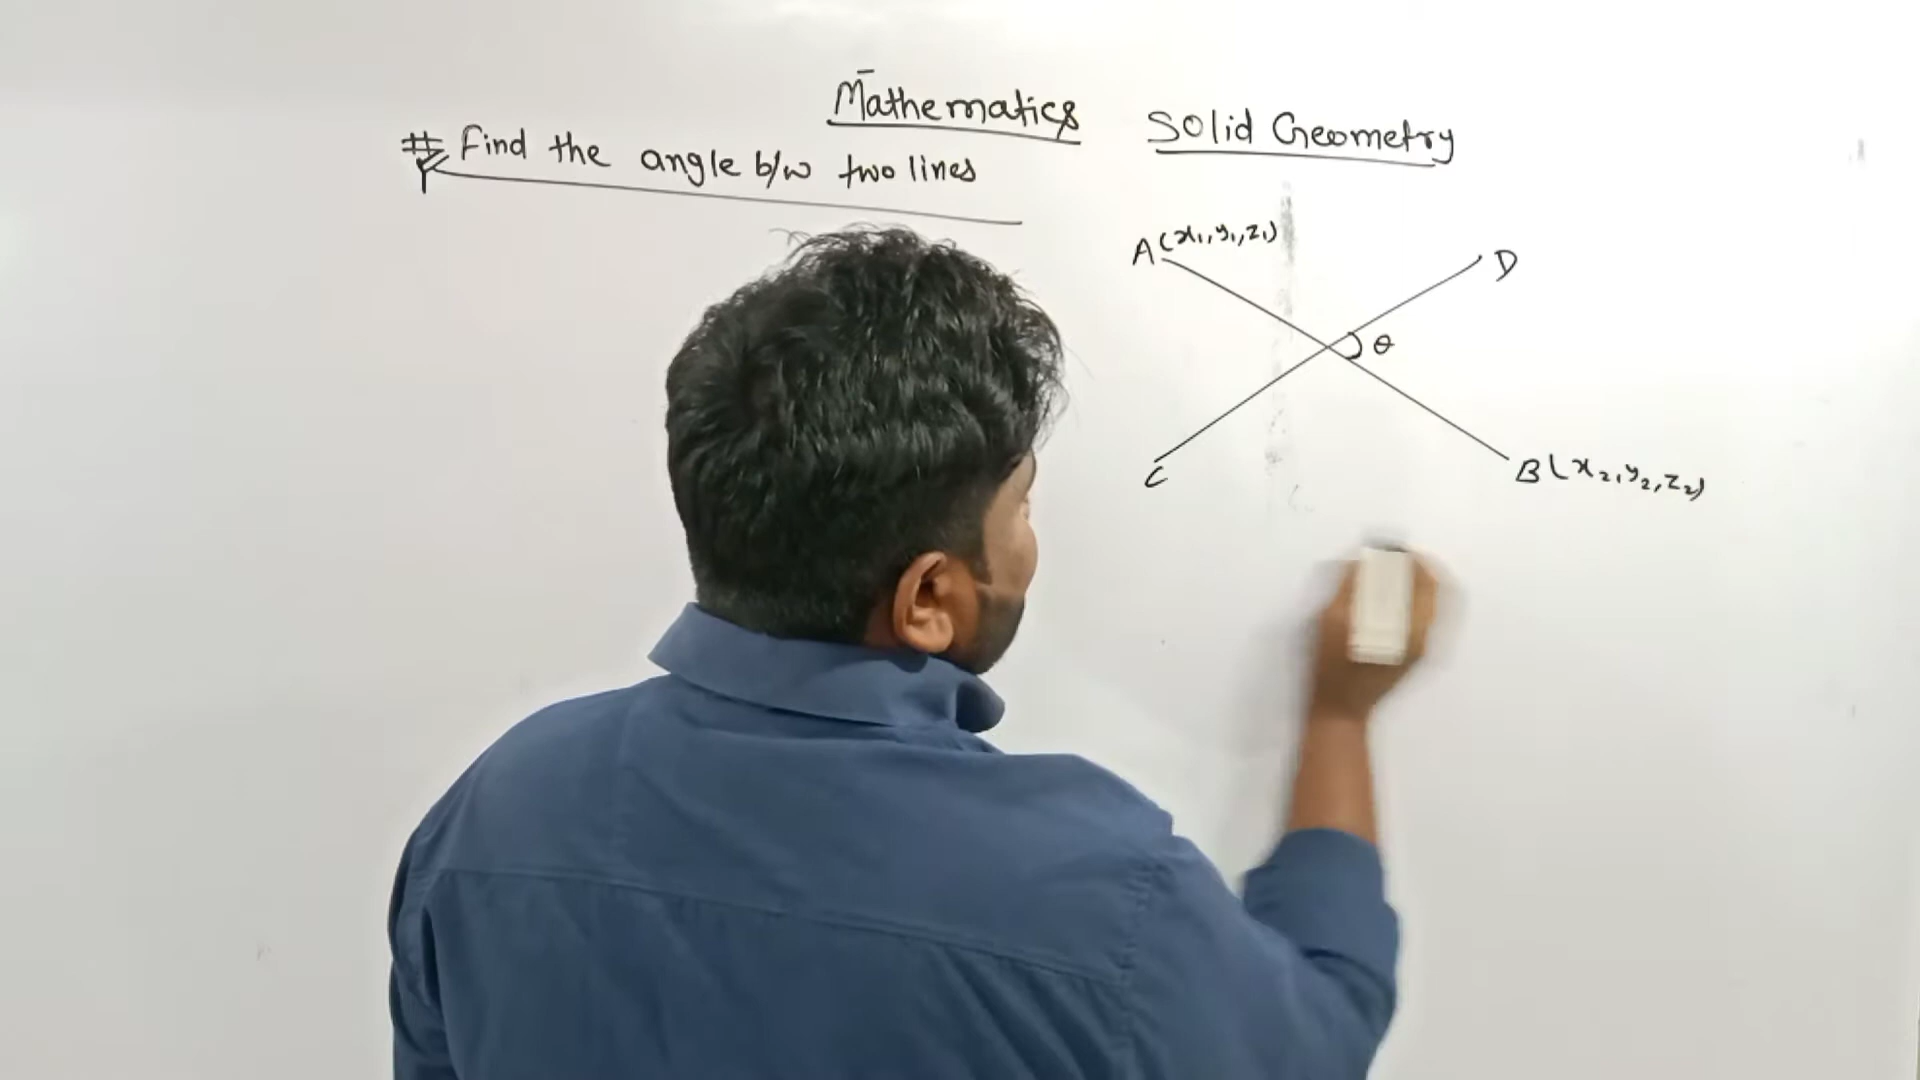 Mathematics
Solid Geometry
# Find the angle b/w two lines
A(x₁,y₁,z₁)
D
θ
C
B(x₂,y₂,z₂)